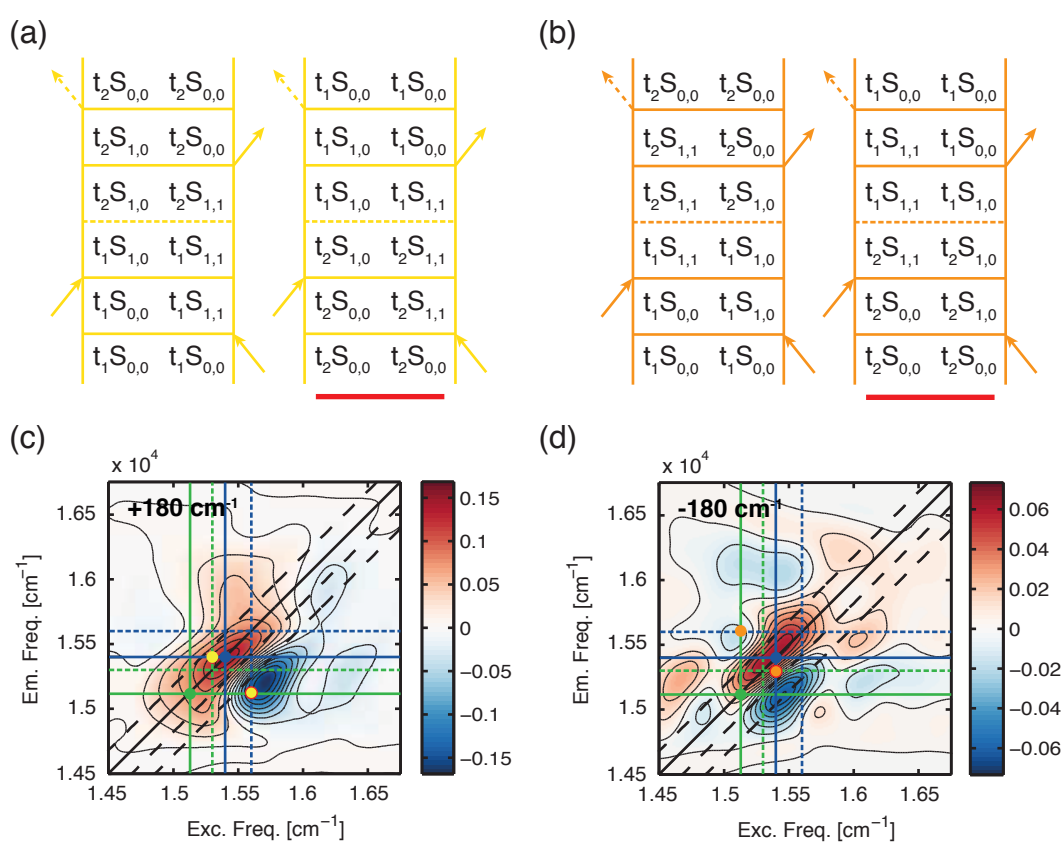 (a)
t₂S₀,₀ t₂S₀,₀ t₁S₀,₀ t₁S₀,₀
t₂S₁,₀ t₂S₀,₀ t₁S₁,₀ t₁S₀,₀
t₂S₁,₀ t₂S₁,₁ t₁S₁,₀ t₁S₁,₁
t₁S₁,₀ t₁S₁,₁ t₂S₁,₀ t₂S₁,₁
t₁S₀,₀ t₁S₁,₁ t₂S₀,₀ t₂S₁,₁
t₁S₀,₀ t₁S₀,₀ t₂S₀,₀ t₂S₀,₀
(b)
t₂S₀,₀ t₂S₀,₀ t₁S₀,₀ t₁S₀,₀
t₂S₁,₁ t₂S₀,₀ t₁S₁,₁ t₁S₀,₀
t₂S₁,₁ t₂S₁,₀ t₁S₁,₁ t₁S₁,₀
t₁S₁,₁ t₁S₁,₀ t₂S₁,₁ t₂S₁,₀
t₁S₀,₀ t₁S₁,₀ t₂S₀,₀ t₂S₁,₀
t₁S₀,₀ t₁S₀,₀ t₂S₀,₀ t₂S₀,₀
(c)
x 10⁴
+180 cm⁻¹
1.65
1.6
1.55
1.5
1.45
Em. Freq. [cm⁻¹]
1.45 1.5 1.55 1.6 1.65
Exc. Freq. [cm⁻¹]
0.15
0.1
0.05
0
−0.05
−0.1
−0.15
(d)
x 10⁴
-180 cm⁻¹
1.65
1.6
1.55
1.5
1.45
Em. Freq. [cm⁻¹]
1.45 1.5 1.55 1.6 1.65
Exc. Freq. [cm⁻¹]
0.06
0.04
0.02
0
−0.02
−0.04
−0.06